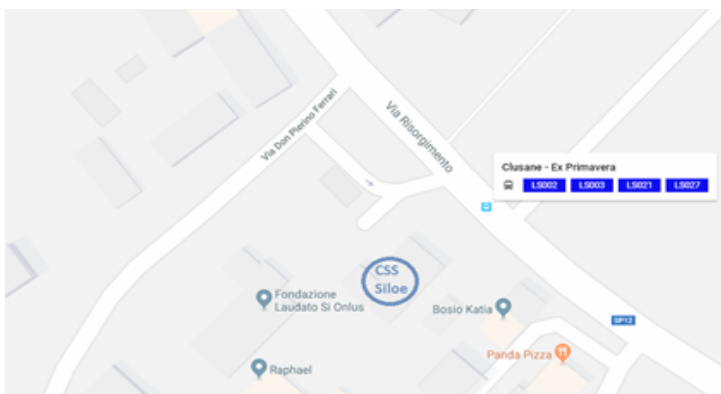 Via Don Pierino Ferrari
Via Risorgimento
Clusane - Ex Primavera
LS002 LS003 LS021 LS027
CSS
Siloe
Fondazione
Laudato Si Onlus
Bosio Katia
SP12
Panda Pizza
Raphael